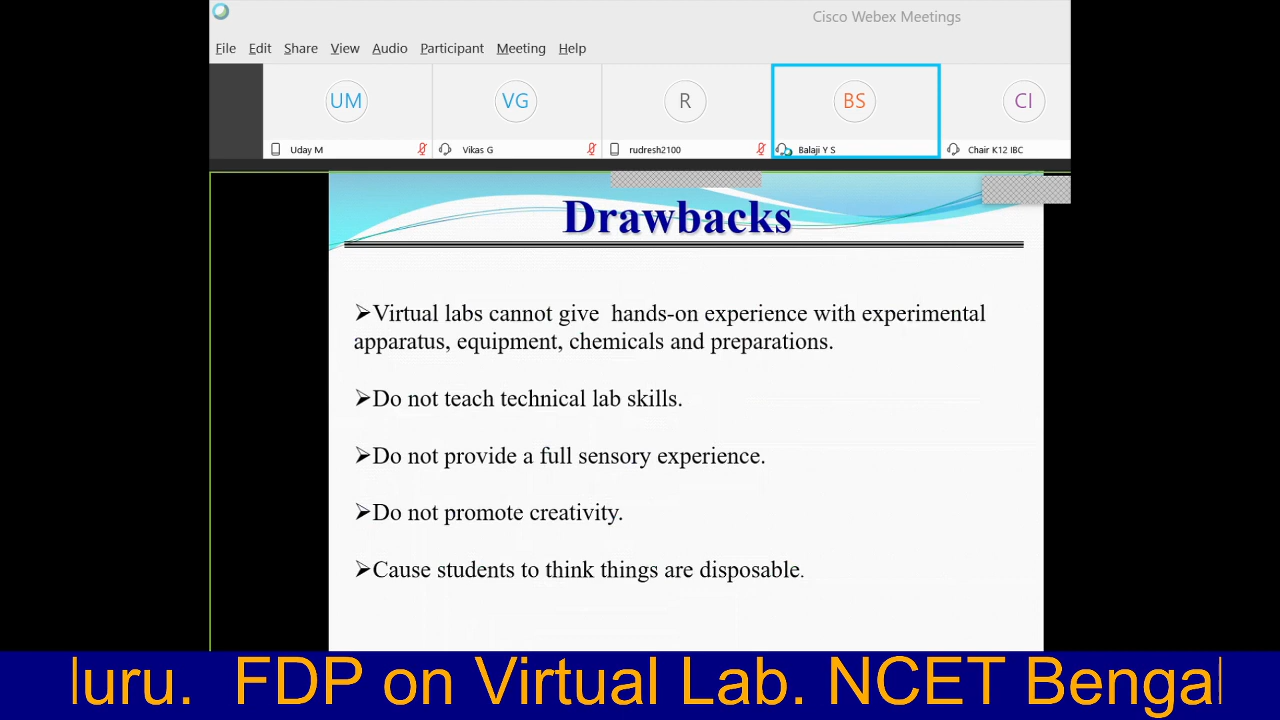 Cisco Webex Meetings
File Edit Share View Audio Participant Meeting Help
UM VG R BS CI
Uday M Vikas G rudresh2100 Balaji Y S Chair K12 IBC
Drawbacks
➢Virtual labs cannot give hands-on experience with experimental
apparatus, equipment, chemicals and preparations.
➢Do not teach technical lab skills.
➢Do not provide a full sensory experience.
➢Do not promote creativity.
➢Cause students to think things are disposable.
luru. FDP on Virtual Lab. NCET Bengal